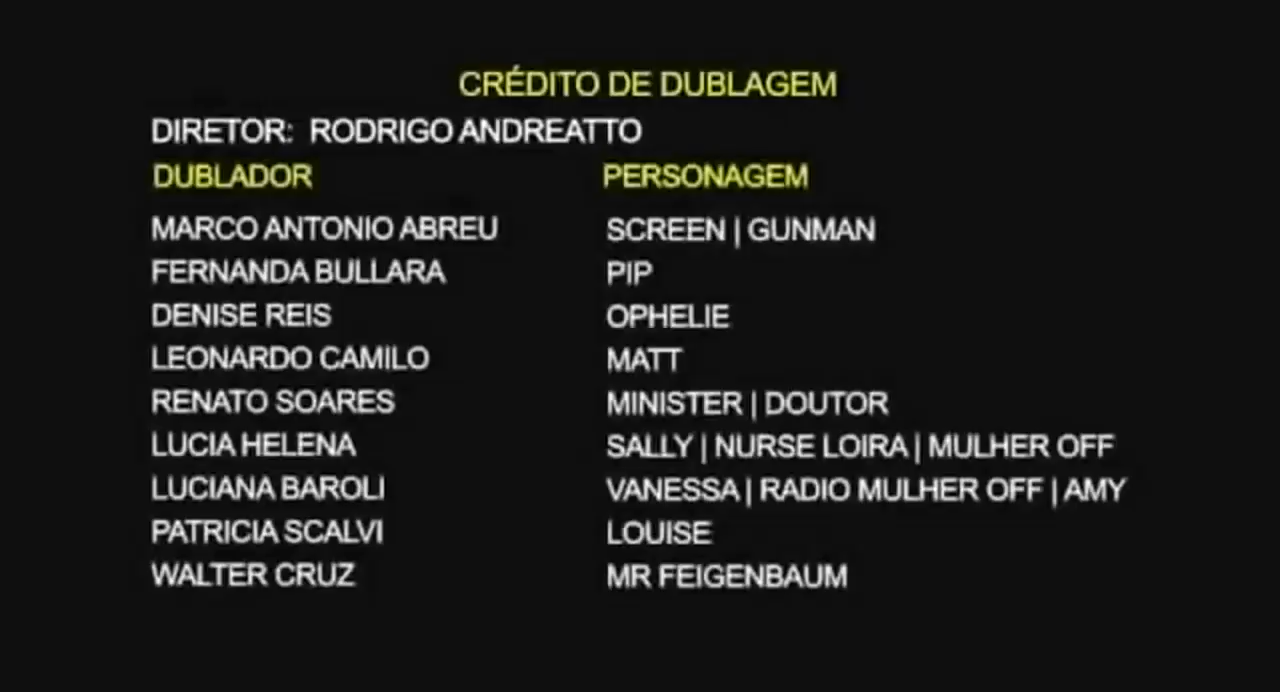 CRÉDITO DE DUBLAGEM
DIRETOR: RODRIGO ANDREATTO
DUBLADOR PERSONAGEM
MARCO ANTONIO ABREU SCREEN | GUNMAN
FERNANDA BULLARA PIP
DENISE REIS OPHELIE
LEONARDO CAMILO MATT
RENATO SOARES MINISTER | DOUTOR
LUCIA HELENA SALLY | NURSE LOIRA | MULHER OFF
LUCIANA BAROLI VANESSA | RADIO MULHER OFF | AMY
PATRICIA SCALVI LOUISE
WALTER CRUZ MR FEIGENBAUM